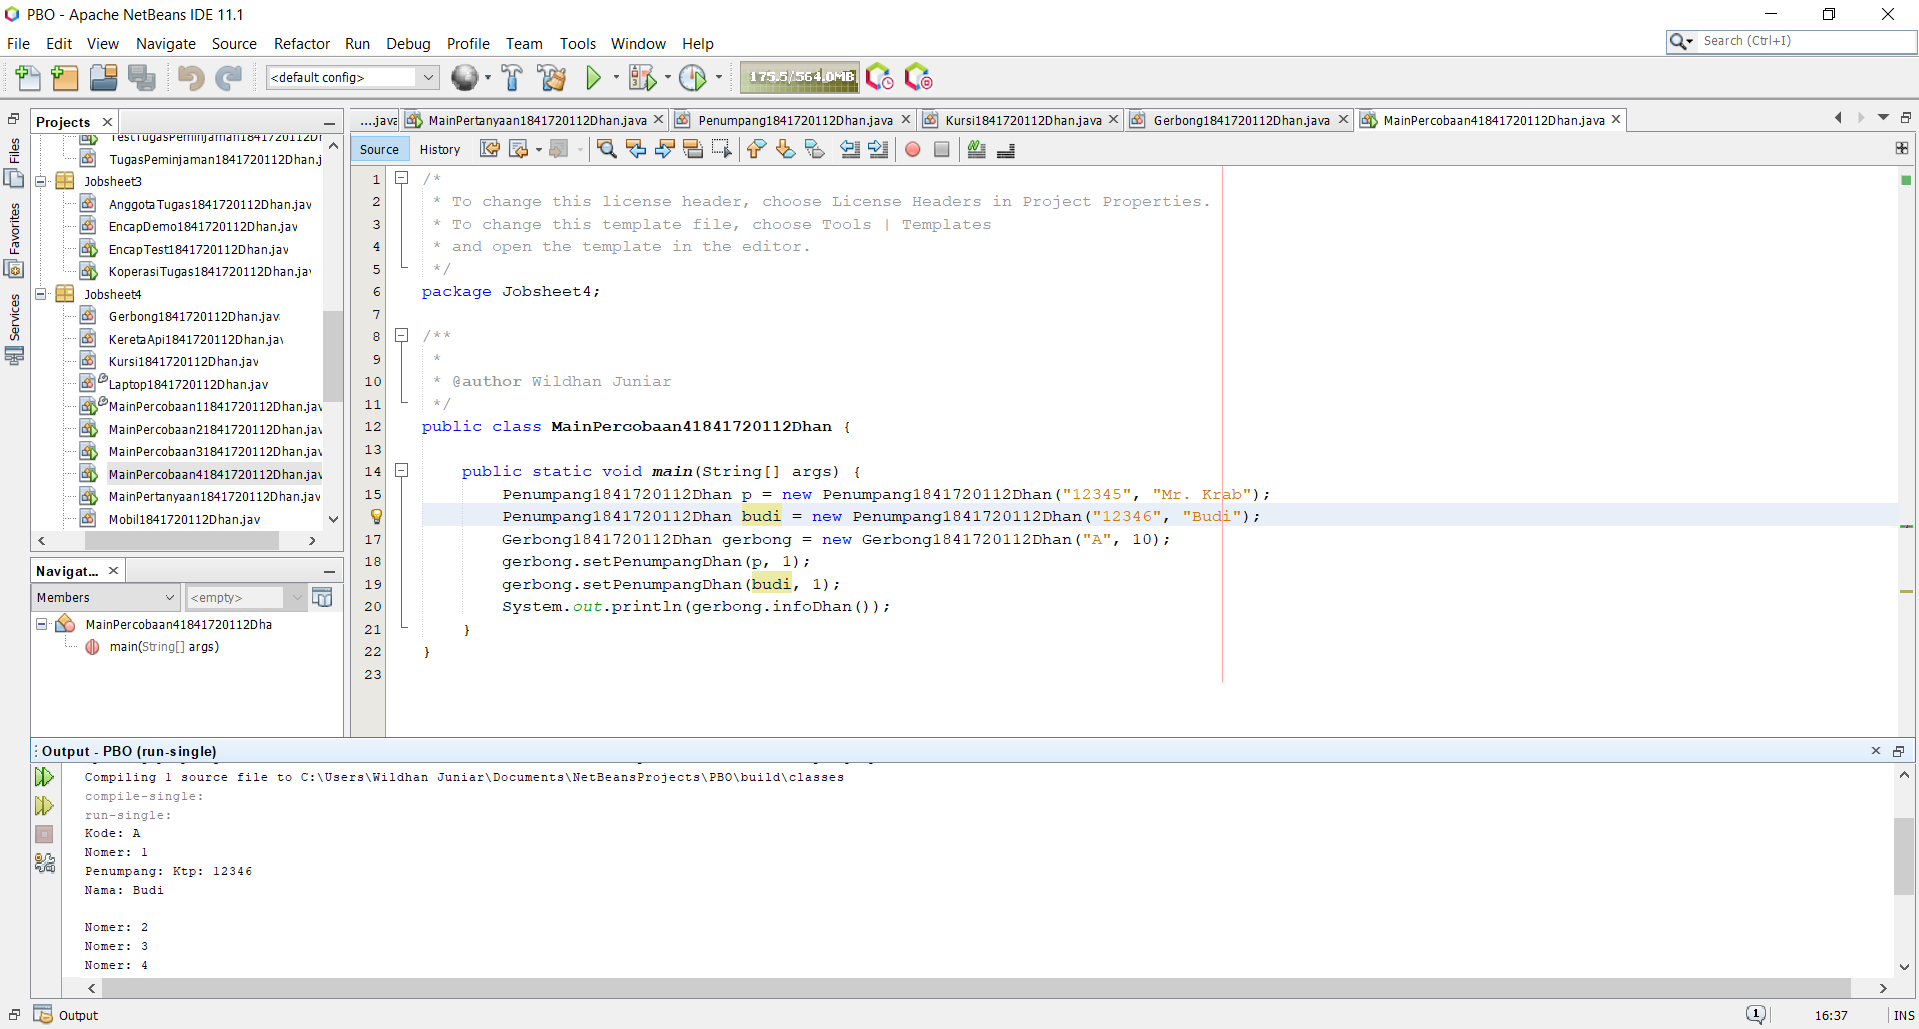 PBO - Apache NetBeans IDE 11.1
File Edit View Navigate Source Refactor Run Debug Profile Team Tools Window Help
Search (Ctrl+I)
<default config>
175.5/564.0MB
Files
Favorites
Services
Projects
TestTugasPeminjaman1841720112Dh
TugasPeminjaman1841720112Dhan.j
Jobsheet3
AnggotaTugas1841720112Dhan.jav
EncapDemo1841720112Dhan.jav
EncapTest1841720112Dhan.jav
KoperasiTugas1841720112Dhan.jav
Jobsheet4
Gerbong1841720112Dhan.jav
KeretaApi1841720112Dhan.jav
Kursi1841720112Dhan.jav
Laptop1841720112Dhan.jav
MainPercobaan11841720112Dhan.jav
MainPercobaan21841720112Dhan.jav
MainPercobaan31841720112Dhan.jav
MainPercobaan41841720112Dhan.jav
MainPertanyaan1841720112Dhan.jav
Mobil1841720112Dhan.jav
Navigat...
Members
<empty>
MainPercobaan41841720112Dha
main(String[] args)
....java MainPertanyaan1841720112Dhan.java Penumpang1841720112Dhan.java Kursi1841720112Dhan.java Gerbong1841720112Dhan.java MainPercobaan41841720112Dhan.java
Source History
1 /*
2 * To change this license header, choose License Headers in Project Properties.
3 * To change this template file, choose Tools | Templates
4 * and open the template in the editor.
5 */
6 package Jobsheet4;
7
8 /**
9 *
10 * @author Wildhan Juniar
11 */
12 public class MainPercobaan41841720112Dhan {
13
14 public static void main(String[] args) {
15 Penumpang1841720112Dhan p = new Penumpang1841720112Dhan("12345", "Mr. Krab");
Penumpang1841720112Dhan budi = new Penumpang1841720112Dhan("12346", "Budi");
17 Gerbong1841720112Dhan gerbong = new Gerbong1841720112Dhan("A", 10);
18 gerbong.setPenumpangDhan(p, 1);
19 gerbong.setPenumpangDhan(budi, 1);
20 System.out.println(gerbong.infoDhan());
21 }
22 }
23
Output - PBO (run-single)
Compiling 1 source file to C:\Users\Wildhan Juniar\Documents\NetBeansProjects\PBO\build\classes
compile-single:
run-single:
Kode: A
Nomer: 1
Penumpang: Ktp: 12346
Nama: Budi
Nomer: 2
Nomer: 3
Nomer: 4
Output
1
16:37
INS